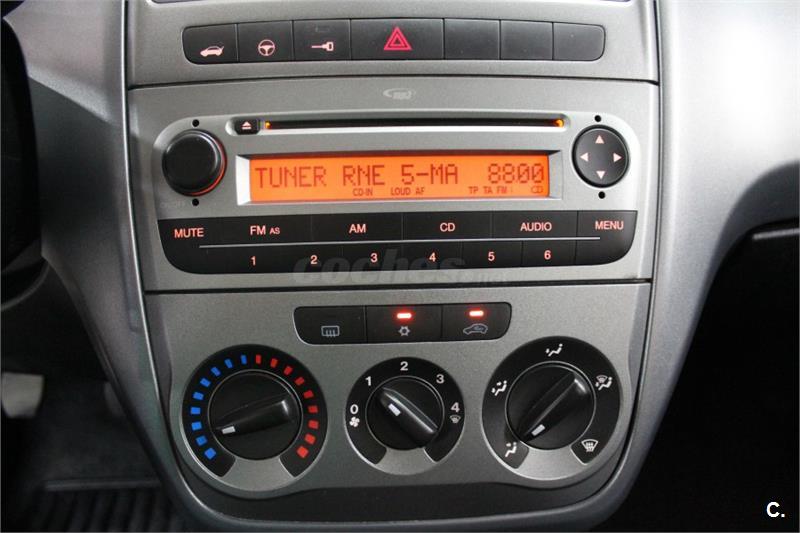 mp3
TUNER RNE 5-MA 8800
CD-IN LOUD AF TP TA FM CD
MUTE FM AS AM CD AUDIO MENU
1 2 3 4 5 6
coches.net
0 1 2 3 4
C.